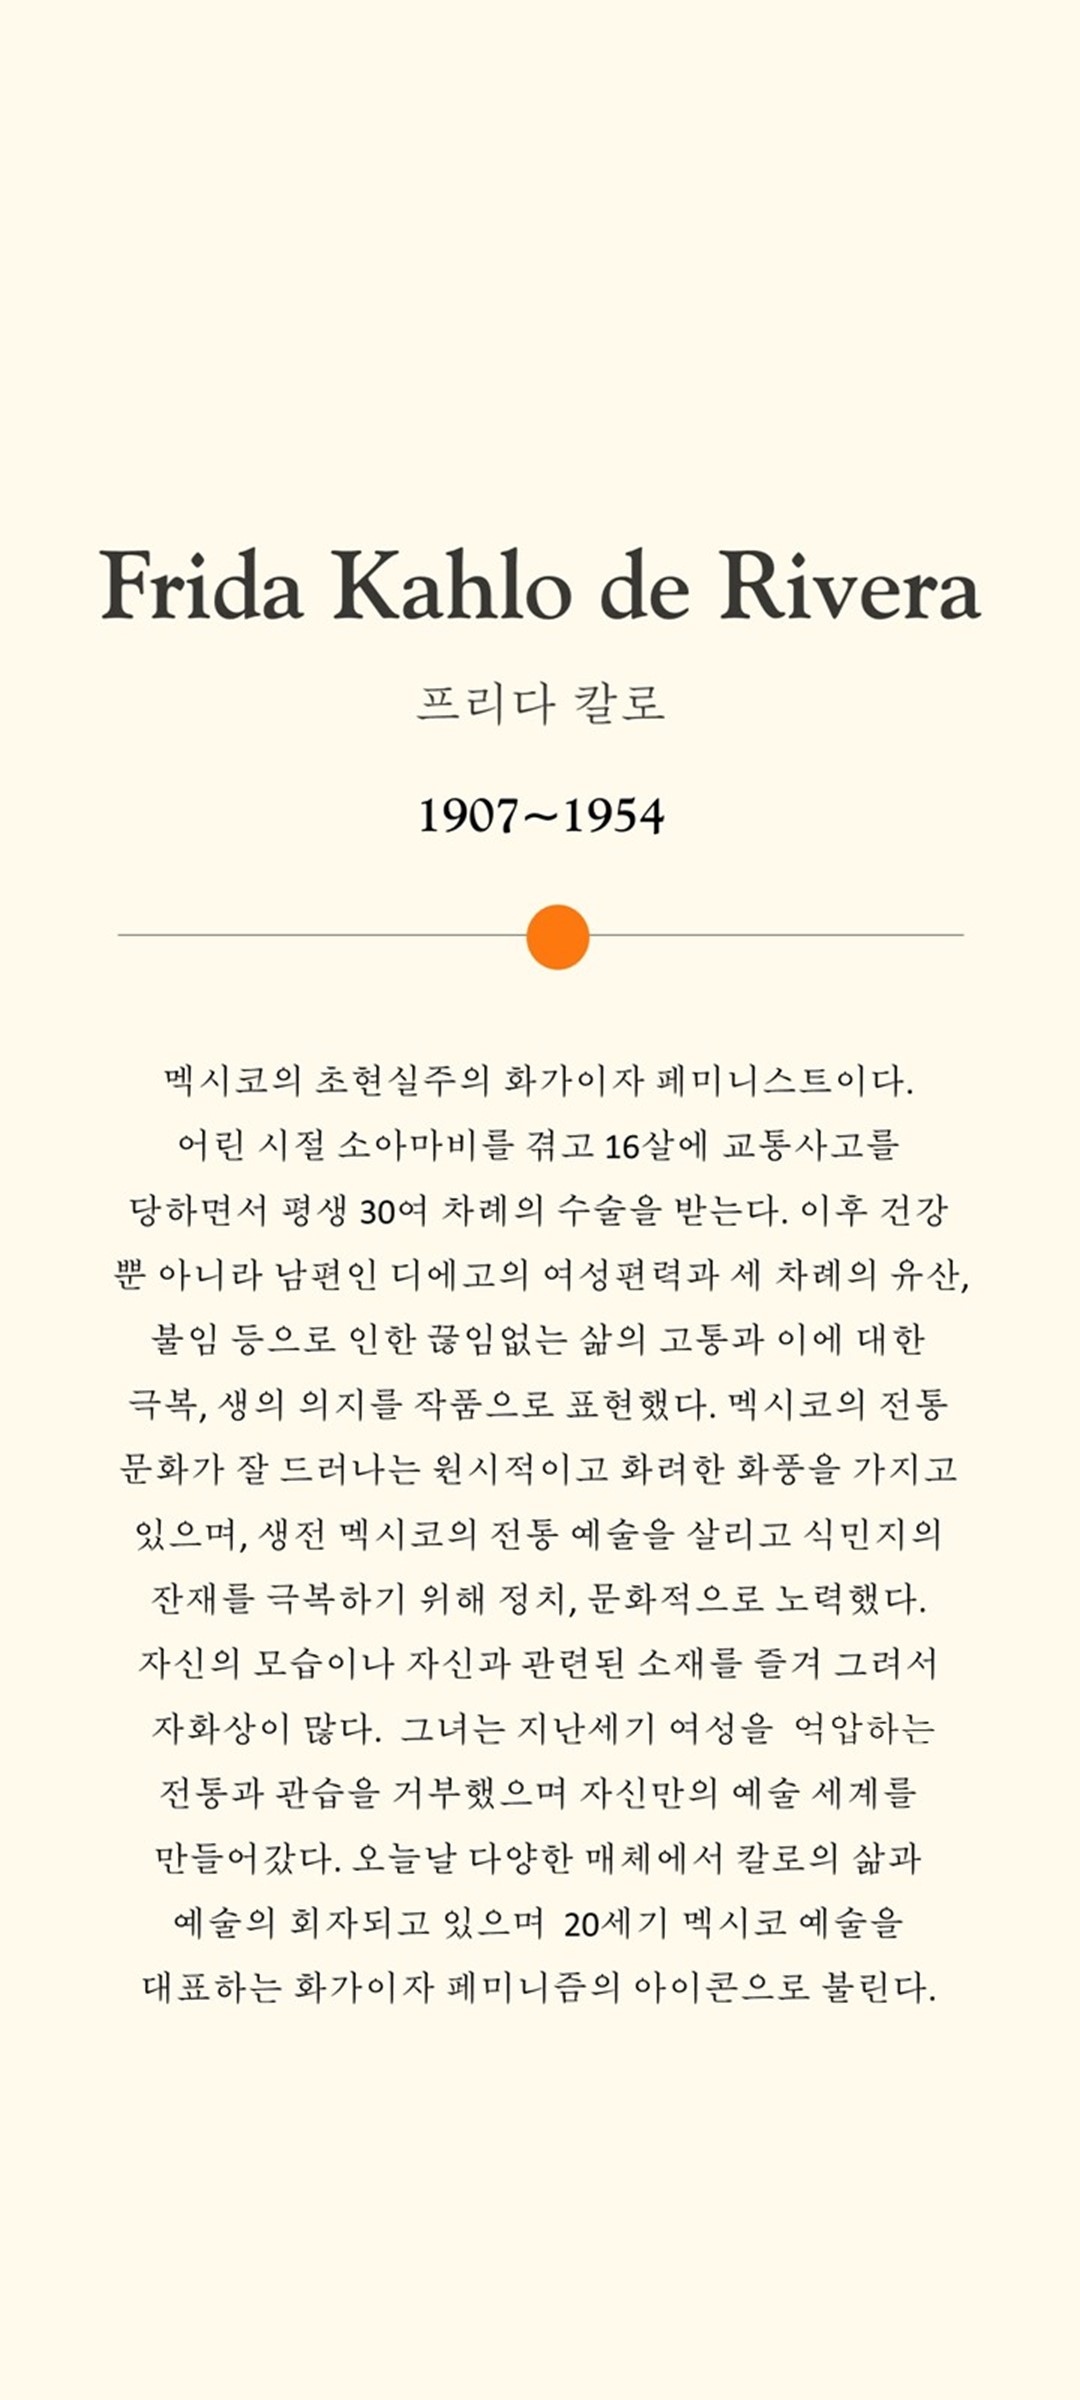 Frida Kahlo de Rivera
프리다 칼로
1907~1954
멕시코의 초현실주의 화가이자 페미니스트이다.
어린 시절 소아마비를 겪고 16살에 교통사고를
당하면서 평생 30여 차례의 수술을 받는다. 이후 건강
뿐 아니라 남편인 디에고의 여성편력과 세 차례의 유산,
불임 등으로 인한 끊임없는 삶의 고통과 이에 대한
극복, 생의 의지를 작품으로 표현했다. 멕시코의 전통
문화가 잘 드러나는 원시적이고 화려한 화풍을 가지고
있으며, 생전 멕시코의 전통 예술을 살리고 식민지의
잔재를 극복하기 위해 정치, 문화적으로 노력했다.
자신의 모습이나 자신과 관련된 소재를 즐겨 그려서
자화상이 많다. 그녀는 지난세기 여성을 억압하는
전통과 관습을 거부했으며 자신만의 예술 세계를
만들어갔다. 오늘날 다양한 매체에서 칼로의 삶과
예술의 회자되고 있으며 20세기 멕시코 예술을
대표하는 화가이자 페미니즘의 아이콘으로 불린다.